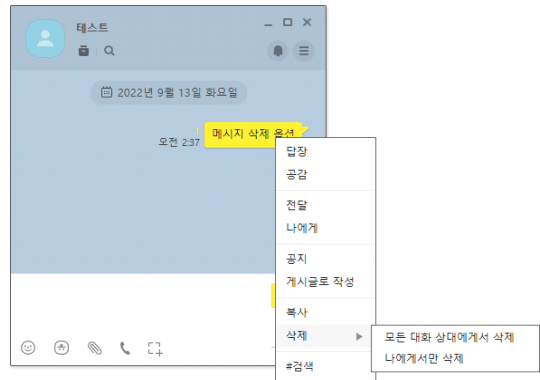 테스트
2022년 9월 13일 화요일
오전 2:37
메시지 삭제 옵션
답장
공감
전달
나에게
공지
게시글로 작성
복사
삭제
모든 대화 상대에게서 삭제
나에게서만 삭제
#검색